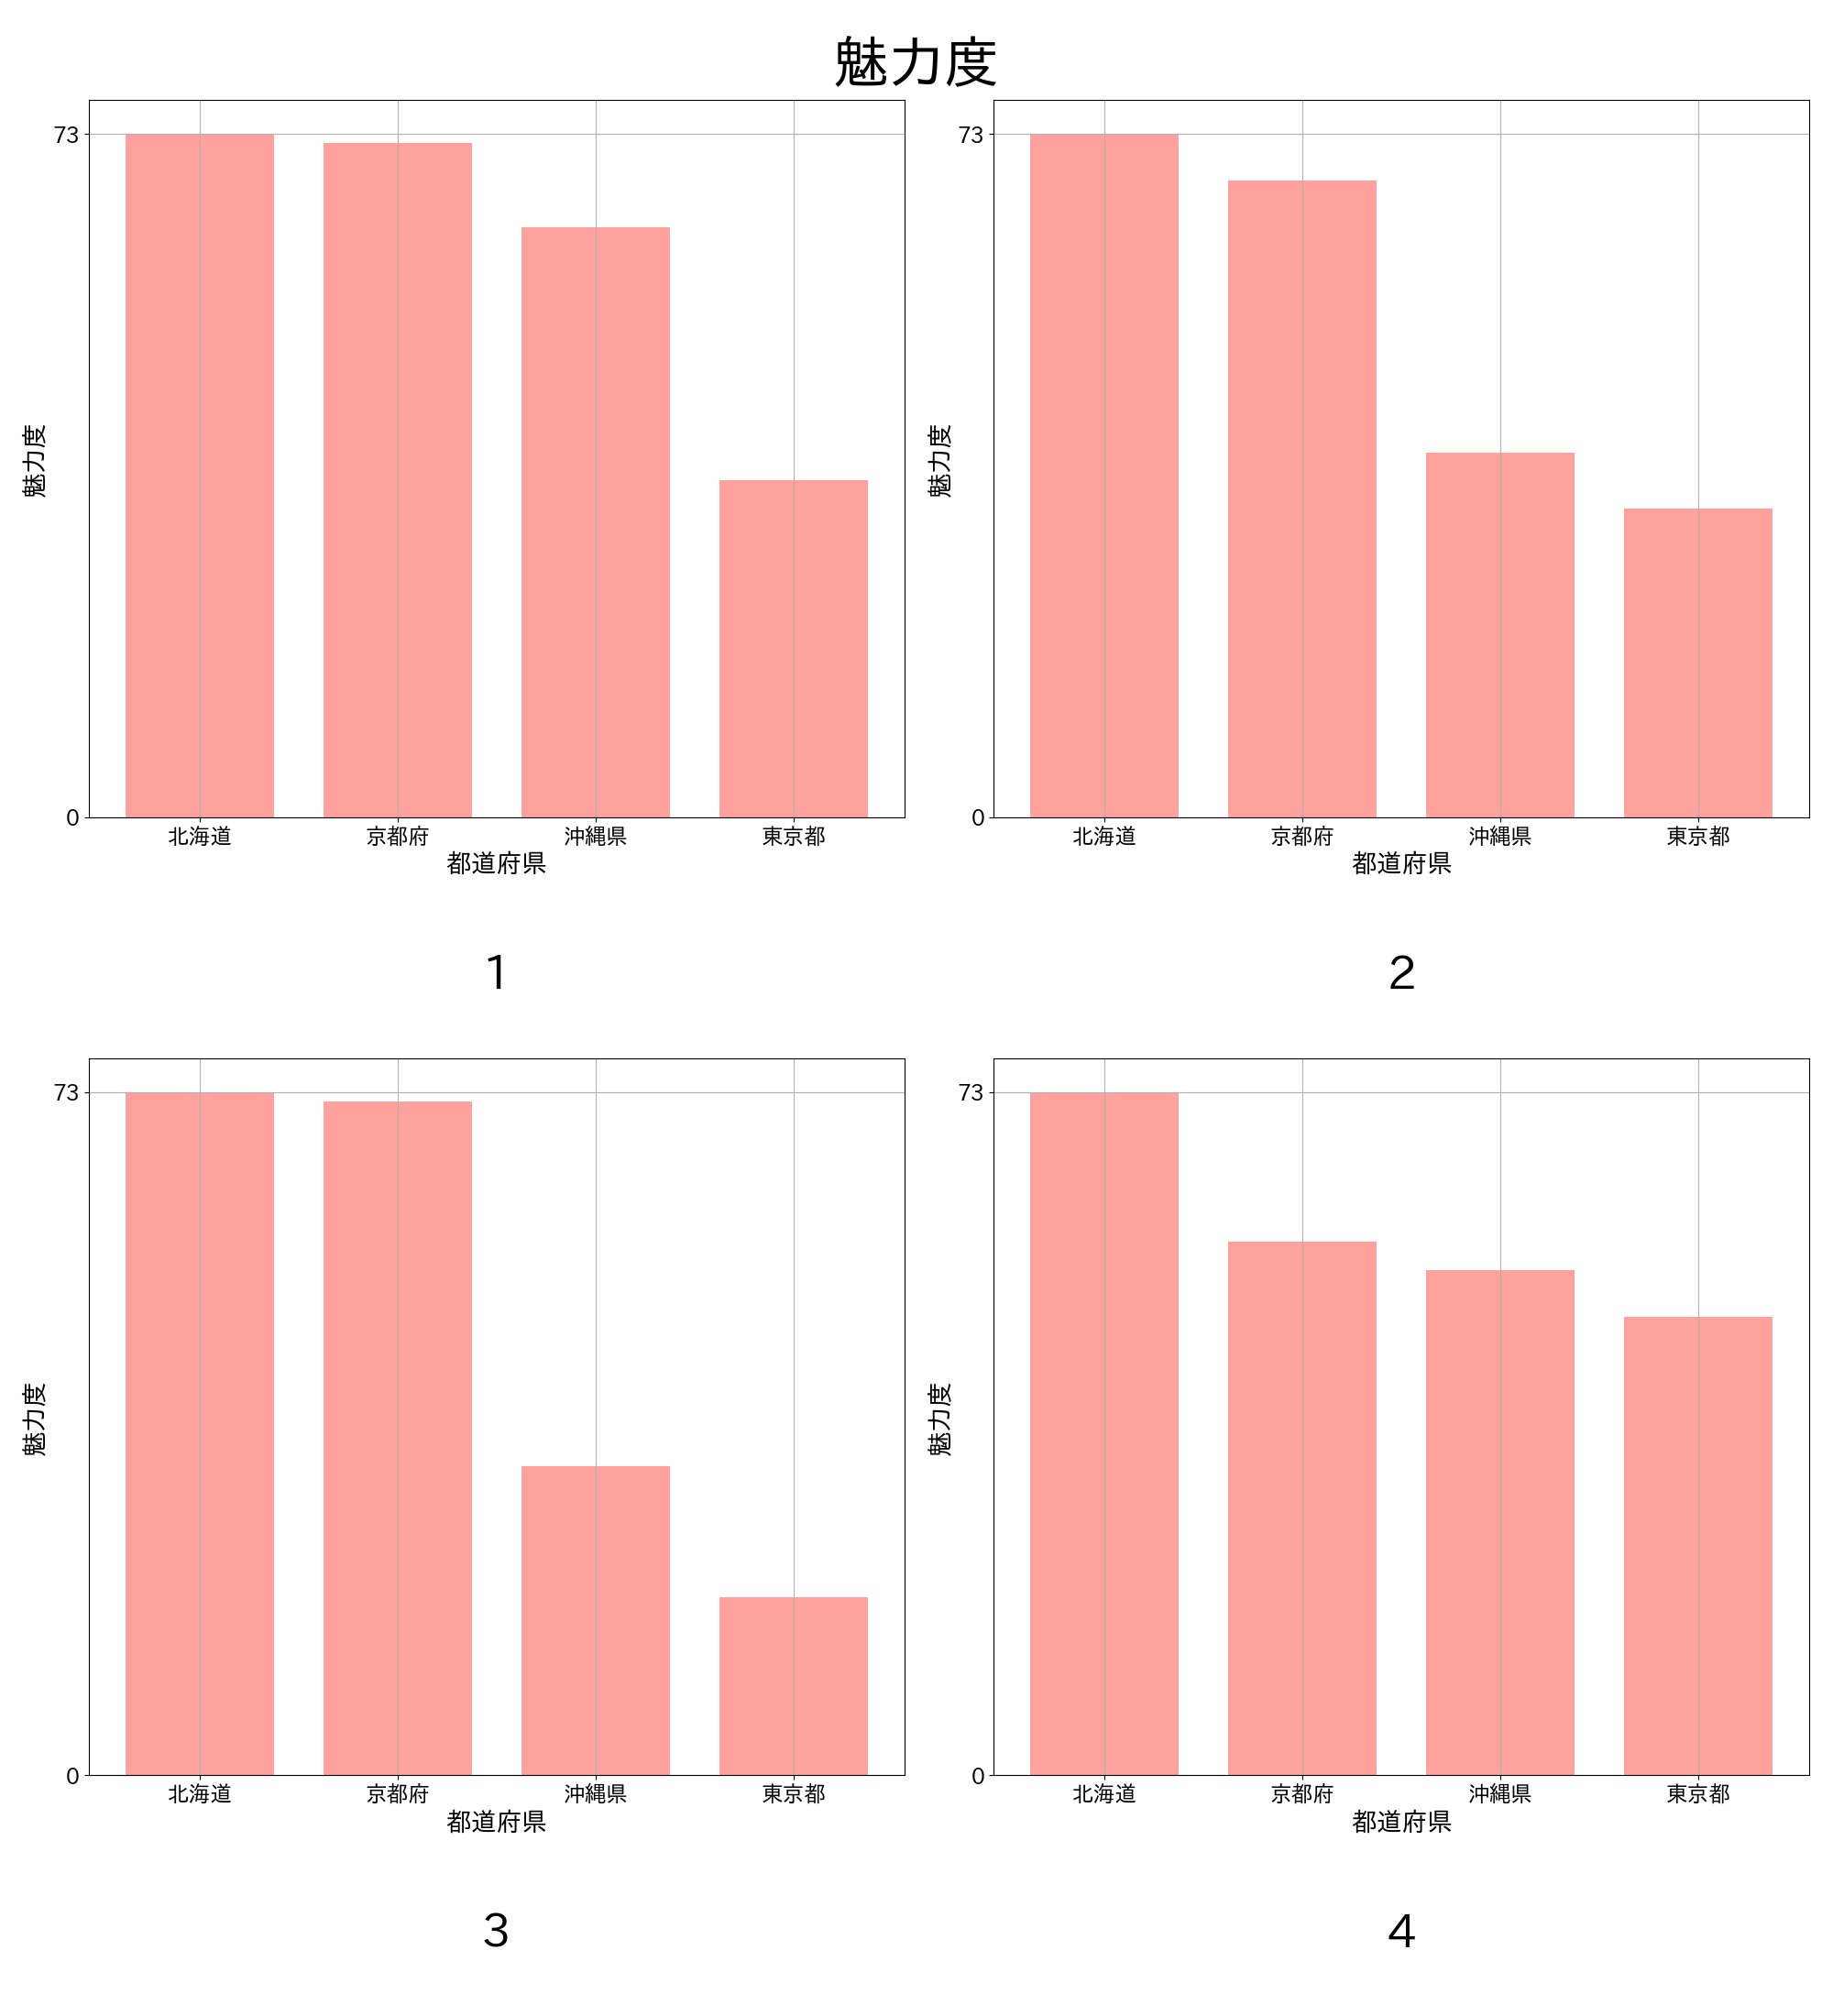 魅力度
73
0
魅力度
北海道 京都府 沖縄県 東京都
都道府県
1
73
0
魅力度
北海道 京都府 沖縄県 東京都
都道府県
2
73
0
魅力度
北海道 京都府 沖縄県 東京都
都道府県
3
73
0
魅力度
北海道 京都府 沖縄県 東京都
都道府県
4